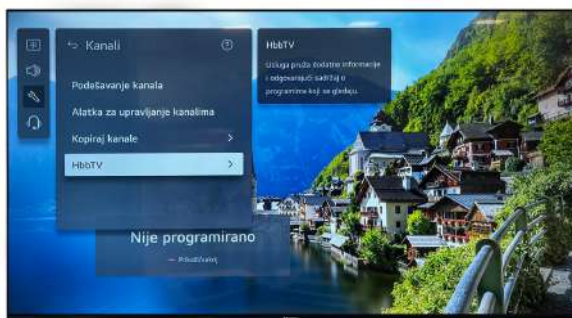 Kanali
HbbTV
Usluga pruža dodatne informacije
i odgovarajući sadržaj o
programima koji se gledaju.
Podešavanje kanala
Alatka za upravljanje kanalima
Kopiraj kanale
HbbTV
Nije programirano